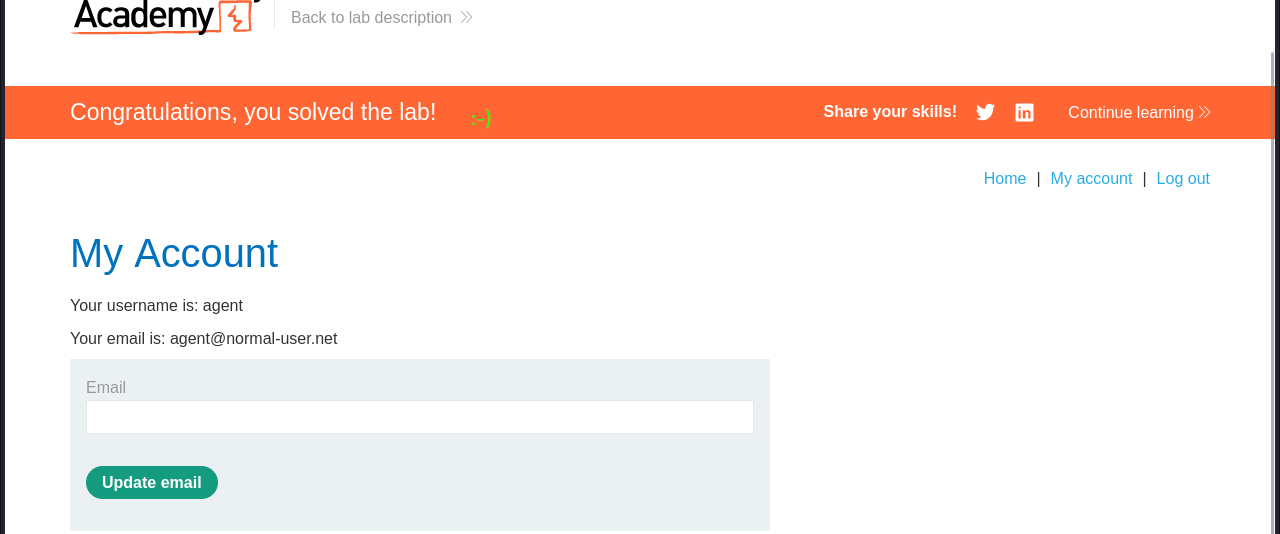 Academy
Back to lab description
Congratulations, you solved the lab! :-}
Share your skills!
Continue learning
Home | My account | Log out
My Account
Your username is: agent
Your email is: agent@normal-user.net
Email
Update email